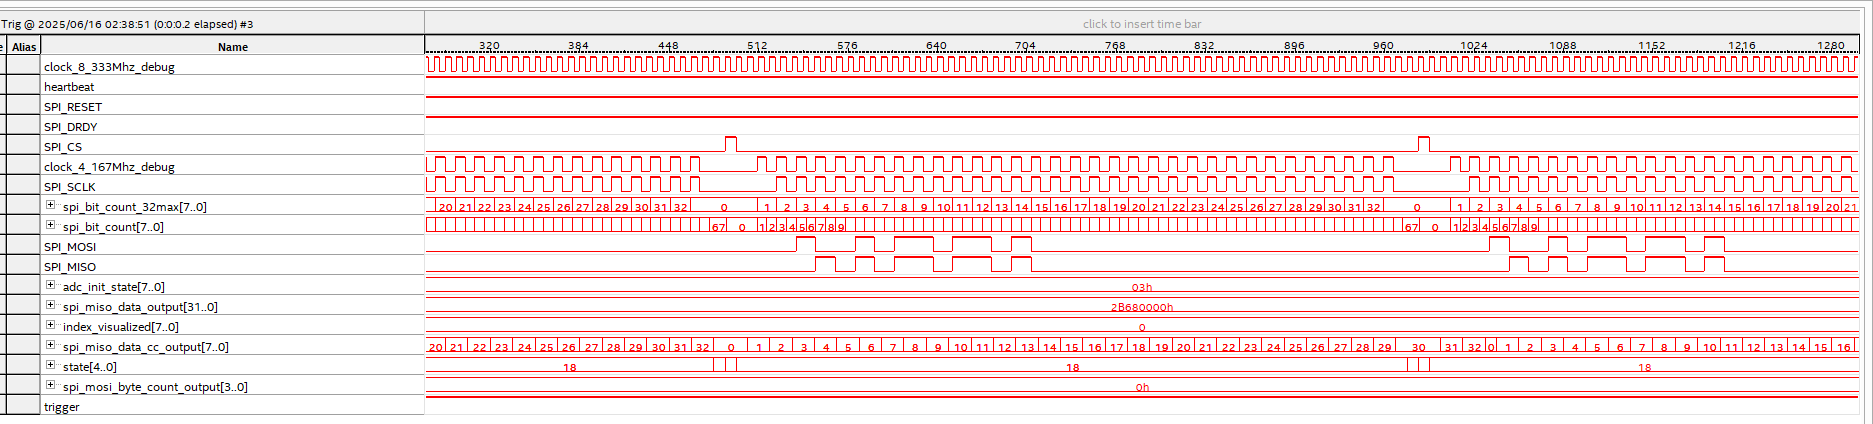 Trig @ 2025/06/16 02:38:51 (0:0:0.2 elapsed) #3 click to insert time bar
e Alias Name 320 384 448 512 576 640 704 768 832 896 960 1024 1088 1152 1216 1280
clock_8_333Mhz_debug
heartbeat
SPI_RESET
SPI_DRDY
SPI_CS
clock_4_167Mhz_debug
SPI_SCLK
spi_bit_count_32max[7..0] 20 21 22 23 24 25 26 27 28 29 30 31 32 0 1 2 3 4 5 6 7 8 9 10 11 12 13 14 15 16 17 18 19 20 21 22 23 24 25 26 27 28 29 30 31 32 0 1 2 3 4 5 6 7 8 9 10 11 12 13 14 15 16 17 18 19 20 21
spi_bit_count[7..0] 67 0 1 2 3 4 5 6 7 8 9 67 0 1 2 3 4 5 6 7 8 9
SPI_MOSI
SPI_MISO
adc_init_state[7..0] 03h
spi_miso_data_output[31..0] 2B680000h
index_visualized[7..0] 0
spi_miso_data_cc_output[7..0] 20 21 22 23 24 25 26 27 28 29 30 31 32 0 1 2 3 4 5 6 7 8 9 10 11 12 13 14 15 16 17 18 19 20 21 22 23 24 25 26 27 28 29 30 31 32 0 1 2 3 4 5 6 7 8 9 10 11 12 13 14 15 16
state[4..0] 18 18 18
spi_mosi_byte_count_output[3..0] 0h
trigger